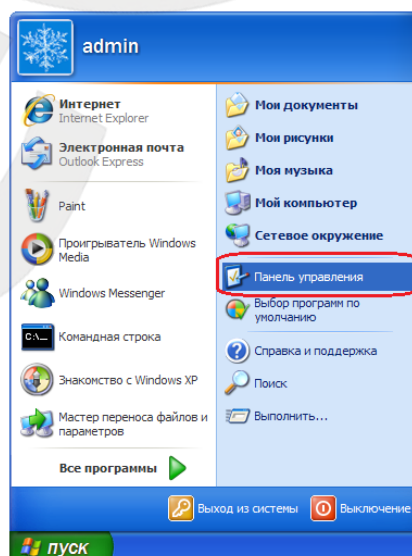 admin
Интернет
Internet Explorer
Электронная почта
Outlook Express
Paint
Проигрыватель Windows
Media
Windows Messenger
C:\_
Командная строка
Знакомство с Windows XP
Мастер переноса файлов и
параметров
Все программы
Мои документы
Мои рисунки
Моя музыка
Мой компьютер
Сетевое окружение
Панель управления
Выбор программ по
умолчанию
Справка и поддержка
Поиск
Выполнить...
Выход из системы
Выключение
пуск